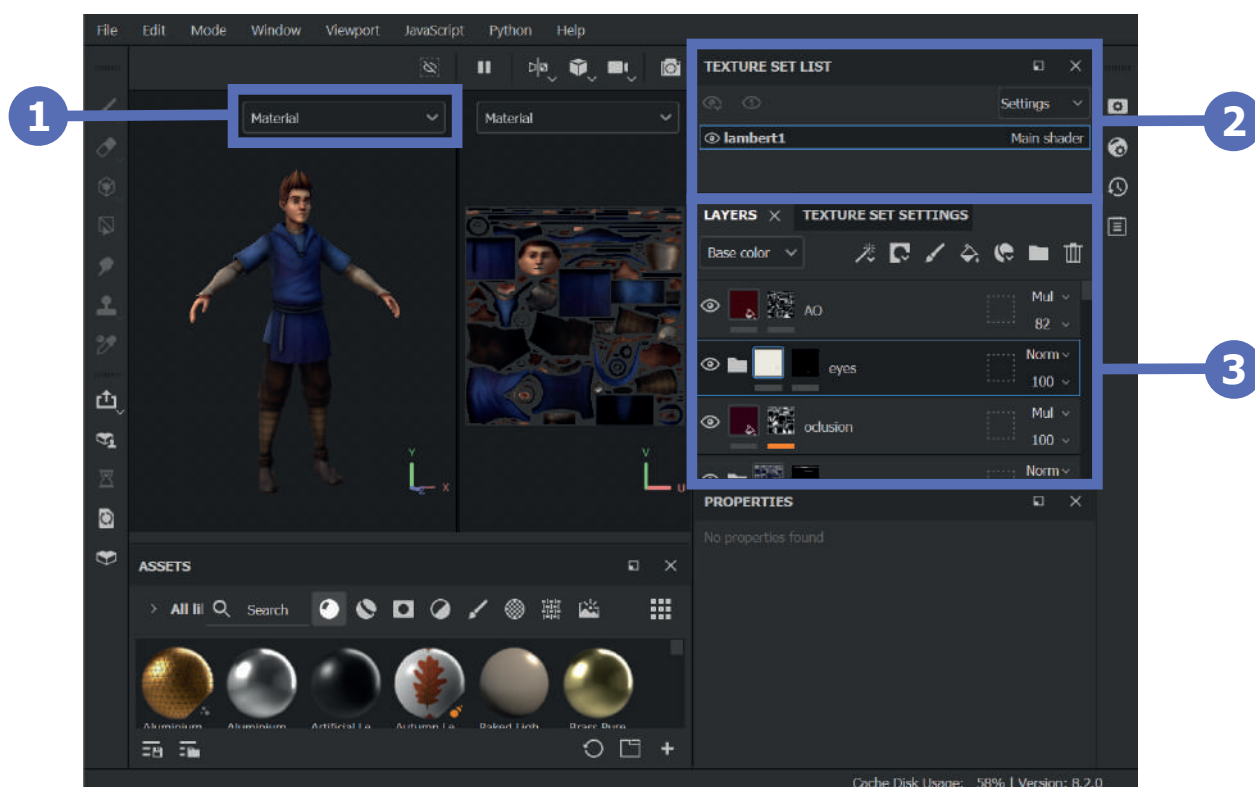 File Edit Mode Window Viewport JavaScript Python Help
1
Material
Material
TEXTURE SET LIST
Settings
2
lambert1 Main shader
LAYERS TEXTURE SET SETTINGS
Base color
AO Mul
82
eyes Norm
100
3
oclusion Mul
100
Norm
Y
X
Z
V
U
PROPERTIES
No properties found
ASSETS
All li Search
Aluminium Aluminium Artificial Le Autumn Le Baked Ligh Brass Pure
Cache Disk Usage: 58% | Version: 8.2.0